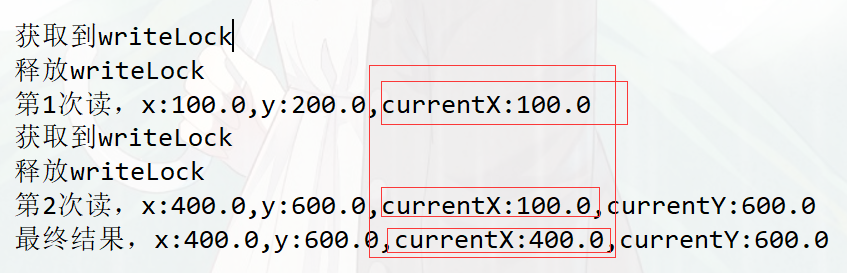 获取到writeLock
释放writeLock
第1次读，x:100.0,y:200.0,currentX:100.0
获取到writeLock
释放writeLock
第2次读，x:400.0,y:600.0,currentX:100.0,currentY:600.0
最终结果，x:400.0,y:600.0,currentX:400.0,currentY:600.0